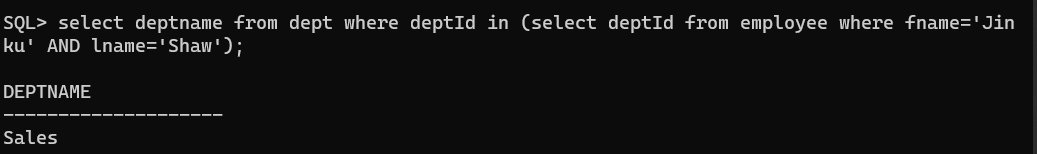 SQL> select deptname from dept where deptId in (select deptId from employee where fname='Jin
ku' AND lname='Shaw');
DEPTNAME
--------------------
Sales